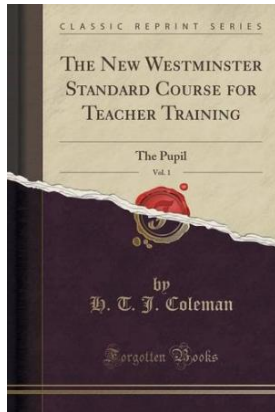 CLASSIC REPRINT SERIES
THE NEW WESTMINSTER
STANDARD COURSE FOR
TEACHER TRAINING
The Pupil
Vol. 1
by
H. T. J. Coleman
Forgotten Books